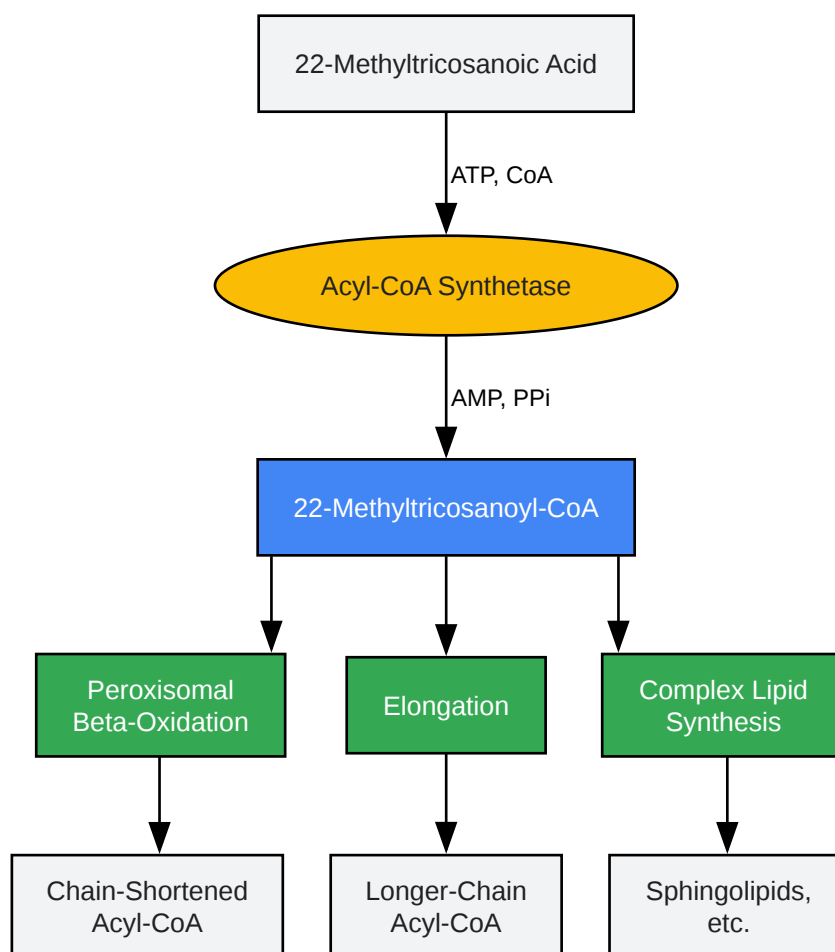 22-Methyltricosanoic Acid
ATP, CoA
Acyl-CoA Synthetase
AMP, PPi
22-Methyltricosanoyl-CoA
Peroxisomal
Beta-Oxidation
Elongation
Complex Lipid
Synthesis
Chain-Shortened
Acyl-CoA
Longer-Chain
Acyl-CoA
Sphingolipids,
etc.